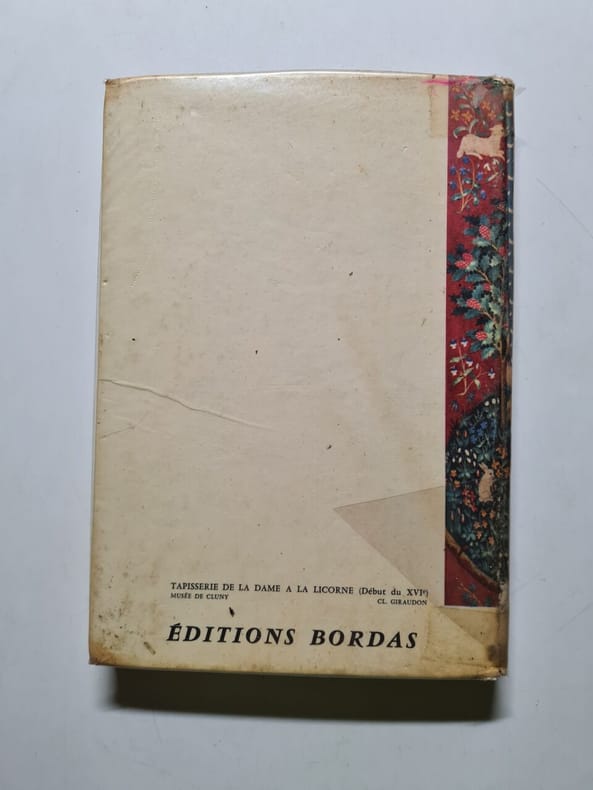 TAPISSERIE DE LA DAME A LA LICORNE (Début du XVIᵉ)
MUSÉE DE CLUNY CL. GIRAUDON
ÉDITIONS BORDAS